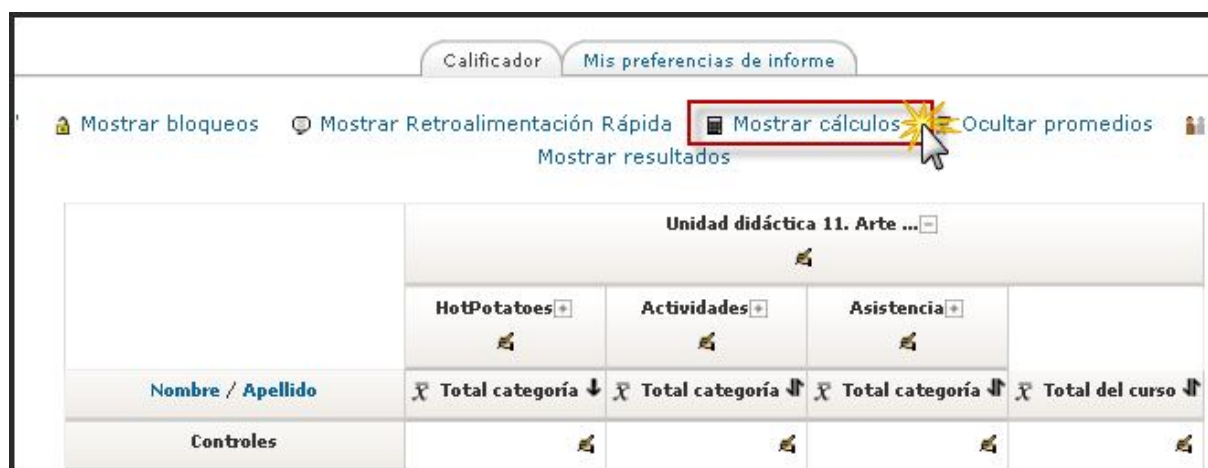 Calificador Mis preferencias de informe
Mostrar bloqueos Mostrar Retroalimentación Rápida Mostrar cálculos Ocultar promedios
Mostrar resultados
Unidad didáctica 11. Arte ...
HotPotatoes Actividades Asistencia
Nombre / Apellido Total categoría Total categoría Total categoría Total del curso
Controles